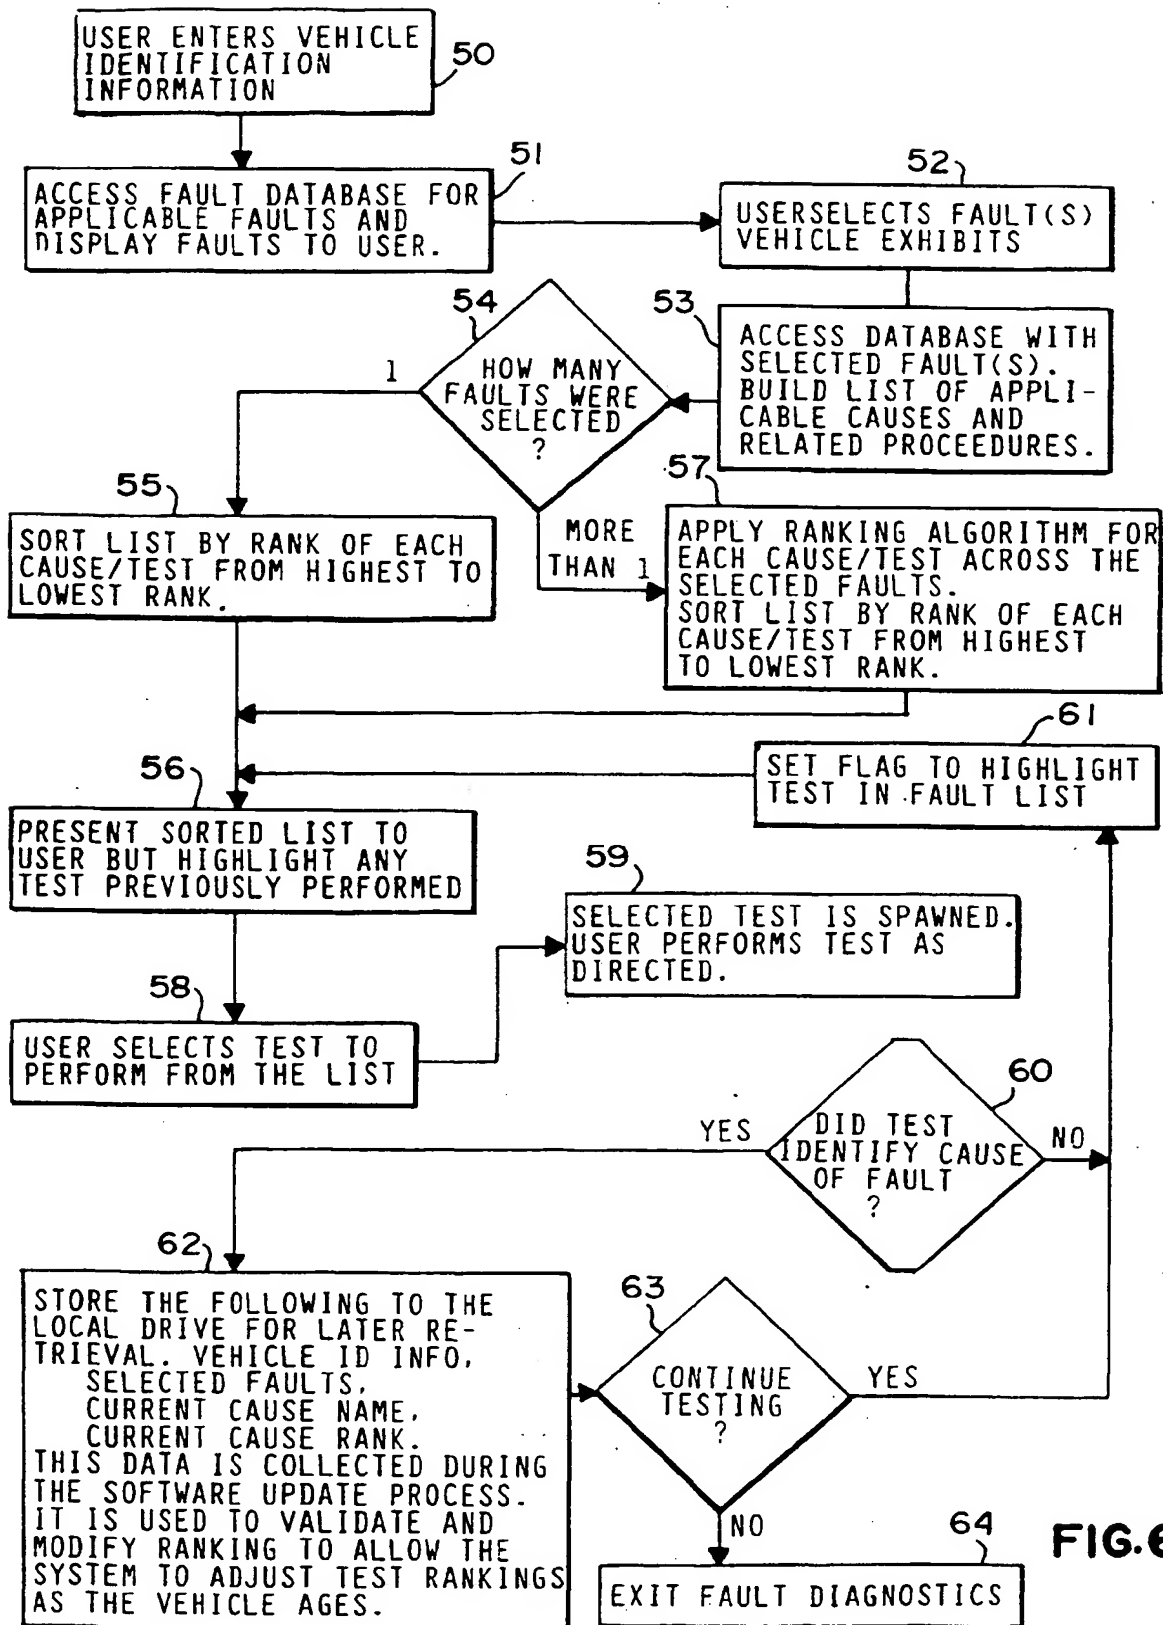 USER ENTERS VEHICLE
IDENTIFICATION
INFORMATION
50
51
ACCESS FAULT DATABASE FOR
APPLICABLE FAULTS AND
DISPLAY FAULTS TO USER.
52
USERSELECTS FAULT(S)
VEHICLE EXHIBITS
53
ACCESS DATABASE WITH
SELECTED FAULT(S).
BUILD LIST OF APPLI-
CABLE CAUSES AND
RELATED PROCEEDURES.
54
HOW MANY
FAULTS WERE
SELECTED
?
1
MORE
THAN 1
55
SORT LIST BY RANK OF EACH
CAUSE/TEST FROM HIGHEST TO
LOWEST RANK.
57
APPLY RANKING ALGORITHM FOR
EACH CAUSE/TEST ACROSS THE
SELECTED FAULTS.
SORT LIST BY RANK OF EACH
CAUSE/TEST FROM HIGHEST
TO LOWEST RANK.
61
SET FLAG TO HIGHLIGHT
TEST IN FAULT LIST
56
PRESENT SORTED LIST TO
USER BUT HIGHLIGHT ANY
TEST PREVIOUSLY PERFORMED
58
USER SELECTS TEST TO
PERFORM FROM THE LIST
59
SELECTED TEST IS SPAWNED.
USER PERFORMS TEST AS
DIRECTED.
60
DID TEST
IDENTIFY CAUSE
OF FAULT
?
YES
NO
62
STORE THE FOLLOWING TO THE
LOCAL DRIVE FOR LATER RE-
TRIEVAL. VEHICLE ID INFO,
SELECTED FAULTS,
CURRENT CAUSE NAME,
CURRENT CAUSE RANK.
THIS DATA IS COLLECTED DURING
THE SOFTWARE UPDATE PROCESS.
IT IS USED TO VALIDATE AND
MODIFY RANKING TO ALLOW THE
SYSTEM TO ADJUST TEST RANKINGS
AS THE VEHICLE AGES.
63
CONTINUE
TESTING
?
YES
NO
64
EXIT FAULT DIAGNOSTICS
FIG.6